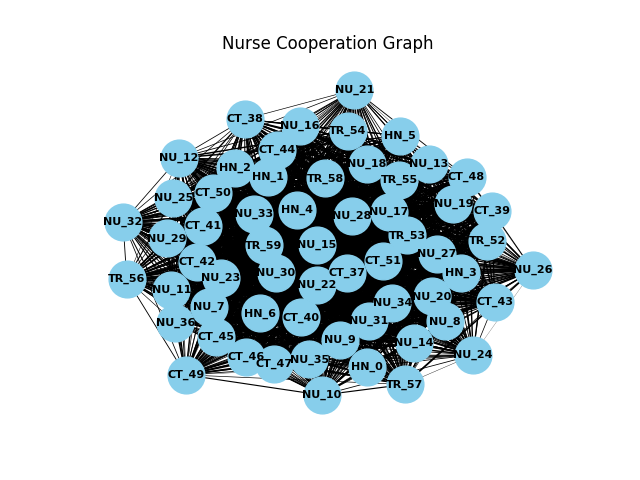 Nurse Cooperation Graph
NU_21
CT_38
NU_16
TR_54
HN_5
CT_44
NU_12
HN_2
HN_1
TR_58
NU_18
NU_13
TR_55
CT_48
NU_25
CT_50
NU_19
CT_39
NU_33
HN_4
NU_28
NU_17
NU_32
CT_41
NU_29
TR_59
NU_15
TR_53
TR_52
CT_42
CT_51
NU_27
TR_56
NU_23
NU_30
CT_37
HN_3
NU_26
NU_11
NU_22
NU_7
NU_34
NU_20
CT_43
NU_36
HN_6
CT_40
NU_31
NU_8
CT_45
NU_9
NU_14
CT_46
CT_47
NU_35
HN_0
NU_24
CT_49
NU_10
TR_57